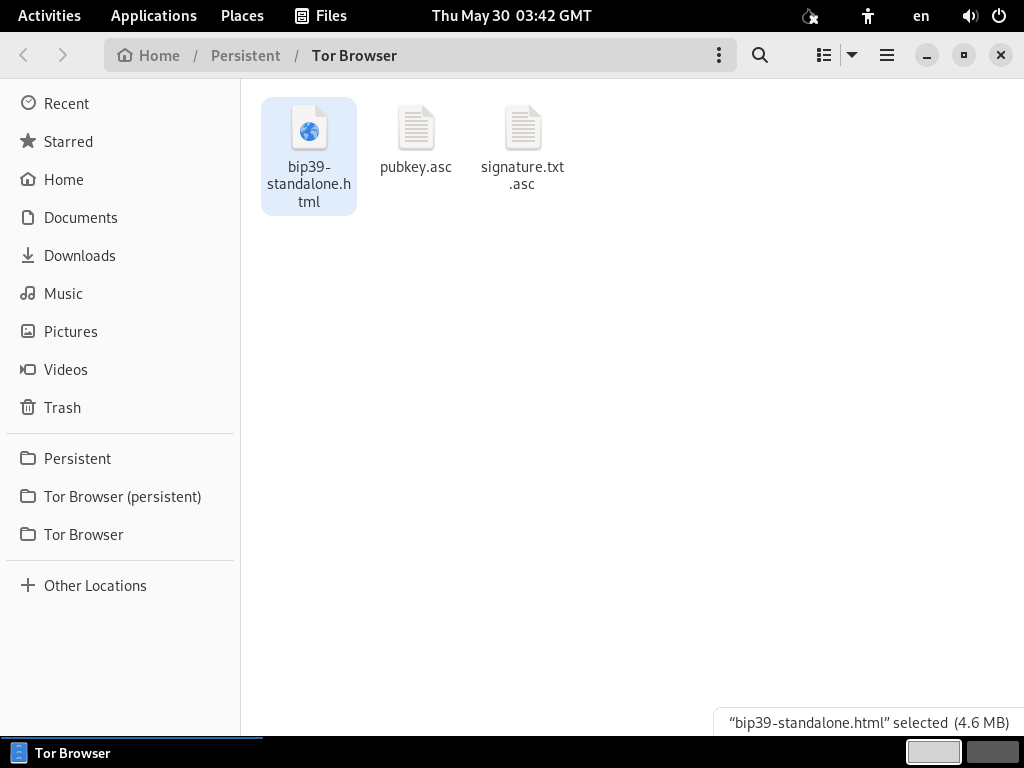 Activities Applications Places Files Thu May 30 03:42 GMT en
Home / Persistent / Tor Browser
Recent
Starred
Home
Documents
Downloads
Music
Pictures
Videos
Trash
Persistent
Tor Browser (persistent)
Tor Browser
Other Locations
bip39-
standalone.h
tml
pubkey.asc
signature.txt
.asc
“bip39-standalone.html” selected (4.6 MB)
Tor Browser